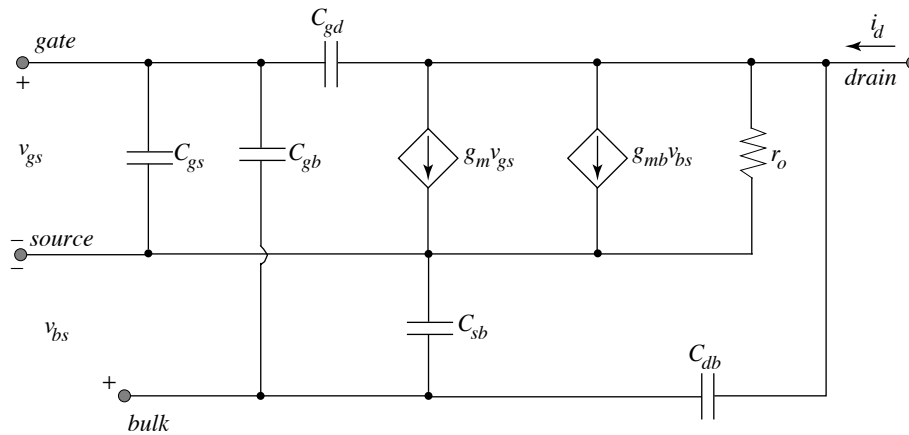 C_gd
i_d
gate
+
drain
v_gs
C_gs
C_gb
g_m v_gs
g_mb v_bs
r_o
−
source
−
v_bs
C_sb
C_db
+
bulk